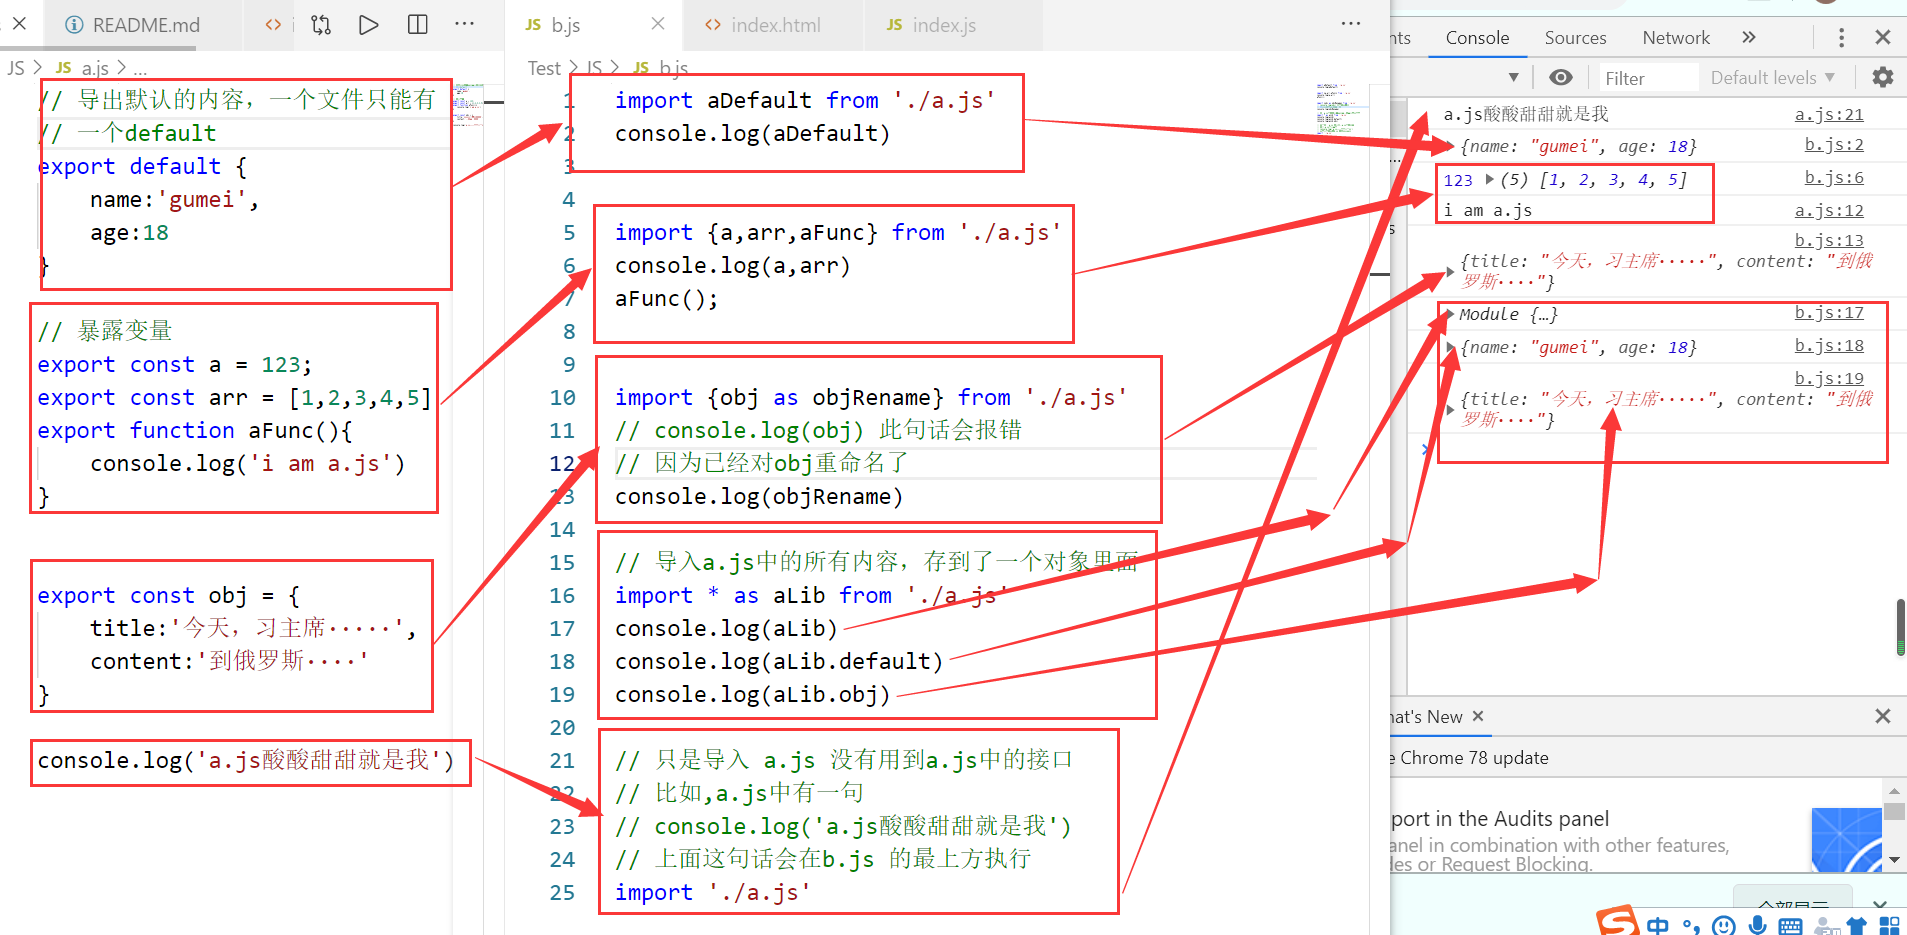 README.md
JS > JS a.js > ...
// 导出默认的内容，一个文件只能有
// 一个default
export default {
name:'gumei',
age:18
}
// 暴露变量
export const a = 123;
export const arr = [1,2,3,4,5]
export function aFunc(){
console.log('i am a.js')
}
export const obj = {
title:'今天，习主席·····',
content:'到俄罗斯····'
}
console.log('a.js酸酸甜甜就是我')
JS b.js
index.html
JS index.js
Test > JS > JS b.js
1 import aDefault from './a.js'
2 console.log(aDefault)
3
4
5 import {a,arr,aFunc} from './a.js'
6 console.log(a,arr)
7 aFunc();
8
9
10 import {obj as objRename} from './a.js'
11 // console.log(obj) 此句话会报错
12 // 因为已经对obj重命名了
13 console.log(objRename)
14
15 // 导入a.js中的所有内容，存到了一个对象里面
16 import * as aLib from './a.js'
17 console.log(aLib)
18 console.log(aLib.default)
19 console.log(aLib.obj)
20
21 // 只是导入 a.js 没有用到a.js中的接口
22 // 比如,a.js中有一句
23 // console.log('a.js酸酸甜甜就是我')
24 // 上面这句话会在b.js 的最上方执行
25 import './a.js'
nts Console Sources Network »
Filter Default levels ▼
a.js酸酸甜甜就是我 a.js:21
{name: "gumei", age: 18} b.js:2
123 (5) [1, 2, 3, 4, 5] b.js:6
i am a.js a.js:12
b.js:13
{title: "今天，习主席·····", content: "到俄
罗斯····"}
Module {…} b.js:17
{name: "gumei", age: 18} b.js:18
b.js:19
{title: "今天，习主席·····", content: "到俄
罗斯····"}
hat's New ×
e Chrome 78 update
port in the Audits panel
anel in combination with other features,
des or Request Blocking.
全部显示
中